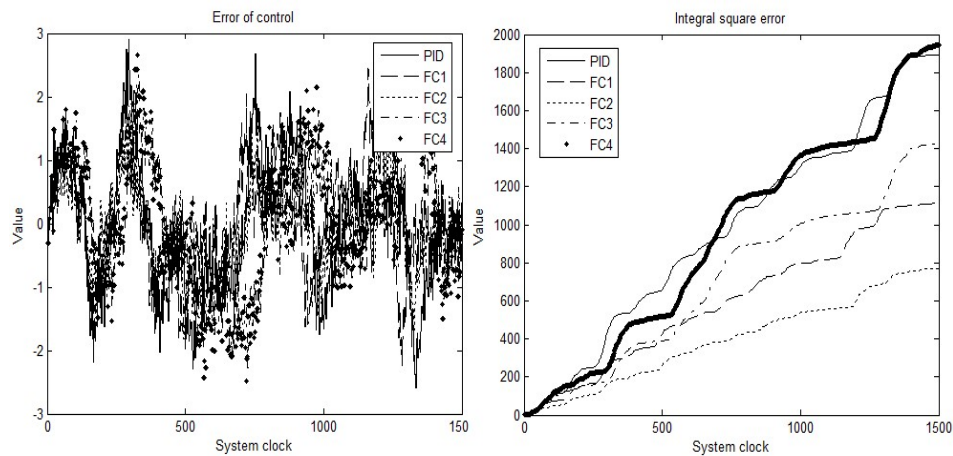 Error of control
3
2
1
0
-1
-2
-3
Value
0
500
1000
150
System clock
PID
FC1
FC2
FC3
FC4
Integral square error
2000
1800
1600
1400
1200
1000
800
600
400
200
0
Value
0
500
1000
1500
System clock
PID
FC1
FC2
FC3
FC4